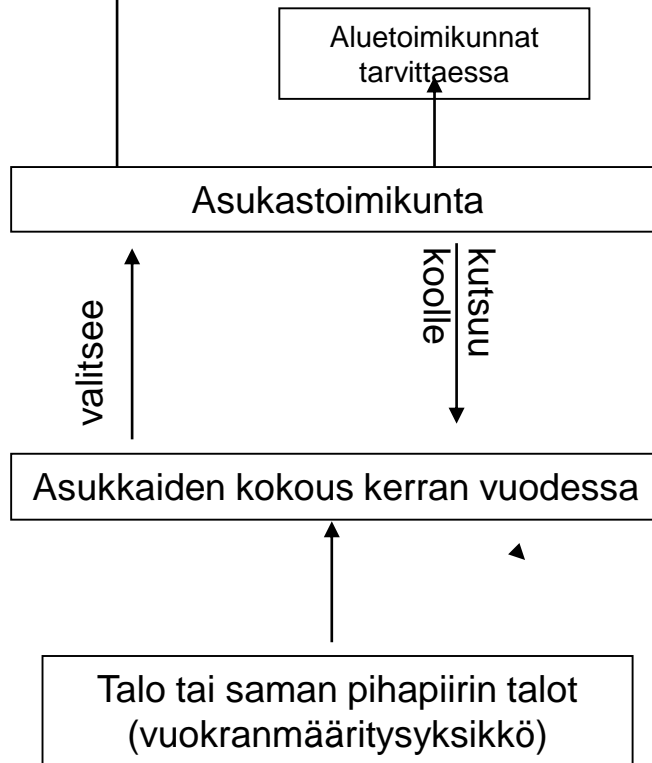 Aluetoimikunnat
tarvittaessa
Asukastoimikunta
valitsee
kutsuu
koolle
Asukkaiden kokous kerran vuodessa
Talo tai saman pihapiirin talot
(vuokranmääritysyksikkö)